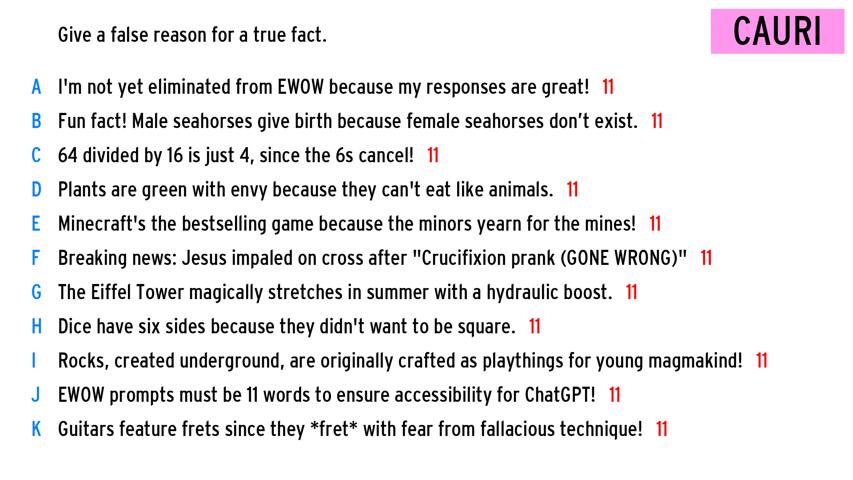 Give a false reason for a true fact.
CAURI
A I'm not yet eliminated from EWOW because my responses are great! 11
B Fun fact! Male seahorses give birth because female seahorses don’t exist. 11
C 64 divided by 16 is just 4, since the 6s cancel! 11
D Plants are green with envy because they can't eat like animals. 11
E Minecraft's the bestselling game because the minors yearn for the mines! 11
F Breaking news: Jesus impaled on cross after "Crucifixion prank (GONE WRONG)" 11
G The Eiffel Tower magically stretches in summer with a hydraulic boost. 11
H Dice have six sides because they didn't want to be square. 11
I Rocks, created underground, are originally crafted as playthings for young magmakind! 11
J EWOW prompts must be 11 words to ensure accessibility for ChatGPT! 11
K Guitars feature frets since they *fret* with fear from fallacious technique! 11